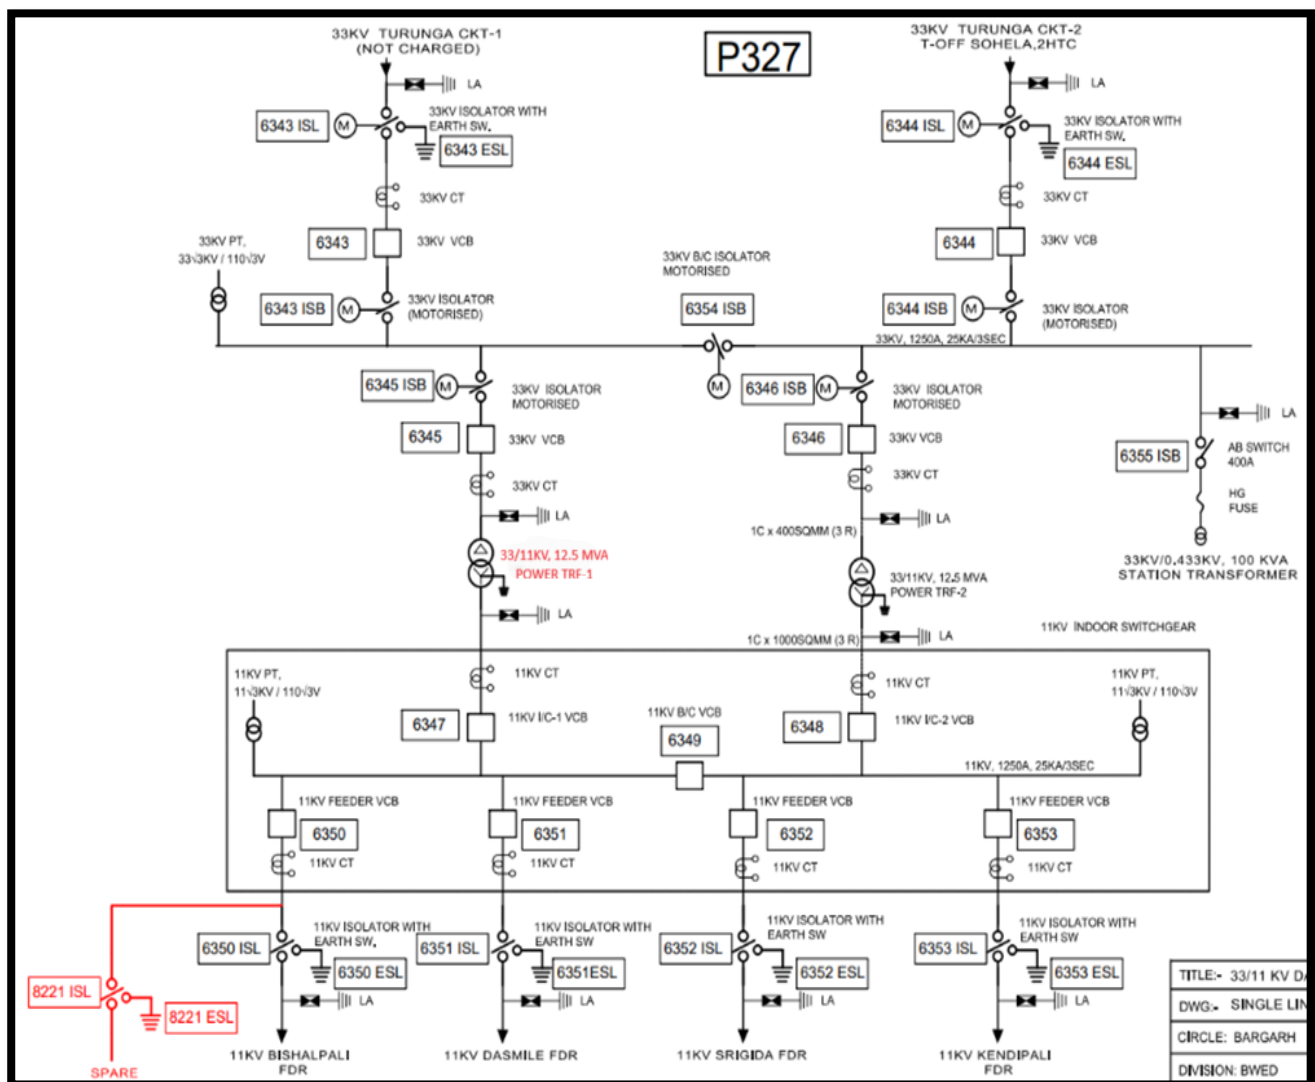 33KV TURUNGA CKT-1
(NOT CHARGED)
P327
33KV TURUNGA CKT-2
T-OFF SOHELA,2HTC
LA
LA
33KV ISOLATOR WITH
EARTH SW.
6343 ISL
M
6343 ESL
33KV ISOLATOR WITH
EARTH SW.
6344 ISL
M
6344 ESL
33KV CT
33KV CT
33KV PT,
33√3KV / 110√3V
6343
33KV VCB
33KV B/C ISOLATOR
MOTORISED
6344
33KV VCB
6343 ISB
M
33KV ISOLATOR
(MOTORISED)
6354 ISB
M
6344 ISB
M
33KV ISOLATOR
(MOTORISED)
33KV, 1250A, 25KA/3SEC
6345 ISB
M
33KV ISOLATOR
MOTORISED
6346 ISB
M
33KV ISOLATOR
MOTORISED
LA
6345
33KV VCB
6346
33KV VCB
6355 ISB
AB SWITCH
400A
33KV CT
33KV CT
HG
FUSE
LA
LA
1C x 400SQMM (3 R)
33/11KV, 12.5 MVA
POWER TRF-1
33/11KV, 12.5 MVA
POWER TRF-2
33KV/0.433KV, 100 KVA
STATION TRANSFORMER
LA
1C x 1000SQMM (3 R)
LA
11KV INDOOR SWITCHGEAR
11KV PT,
11√3KV / 110√3V
11KV CT
11KV CT
11KV PT,
11√3KV / 110√3V
6347
11KV I/C-1 VCB
11KV B/C VCB
6349
6348
11KV I/C-2 VCB
11KV, 1250A, 25KA/3SEC
11KV FEEDER VCB
6350
11KV CT
11KV FEEDER VCB
6351
11KV CT
11KV FEEDER VCB
6352
11KV CT
11KV FEEDER VCB
6353
11KV CT
6350 ISL
11KV ISOLATOR WITH
EARTH SW.
6350 ESL
6351 ISL
11KV ISOLATOR WITH
EARTH SW
6351ESL
6352 ISL
11KV ISOLATOR WITH
EARTH SW
6352 ESL
6353 ISL
11KV ISOLATOR WITH
EARTH SW
6353 ESL
8221 ISL
8221 ESL
LA
LA
LA
LA
SPARE
11KV BISHALPALI
FDR
11KV DASMILE FDR
11KV SRIGIDA FDR
11KV KENDIPALI
FDR
TITLE:- 33/11 KV DA
DWG:- SINGLE LIN
CIRCLE: BARGARH
DIVISION: BWED